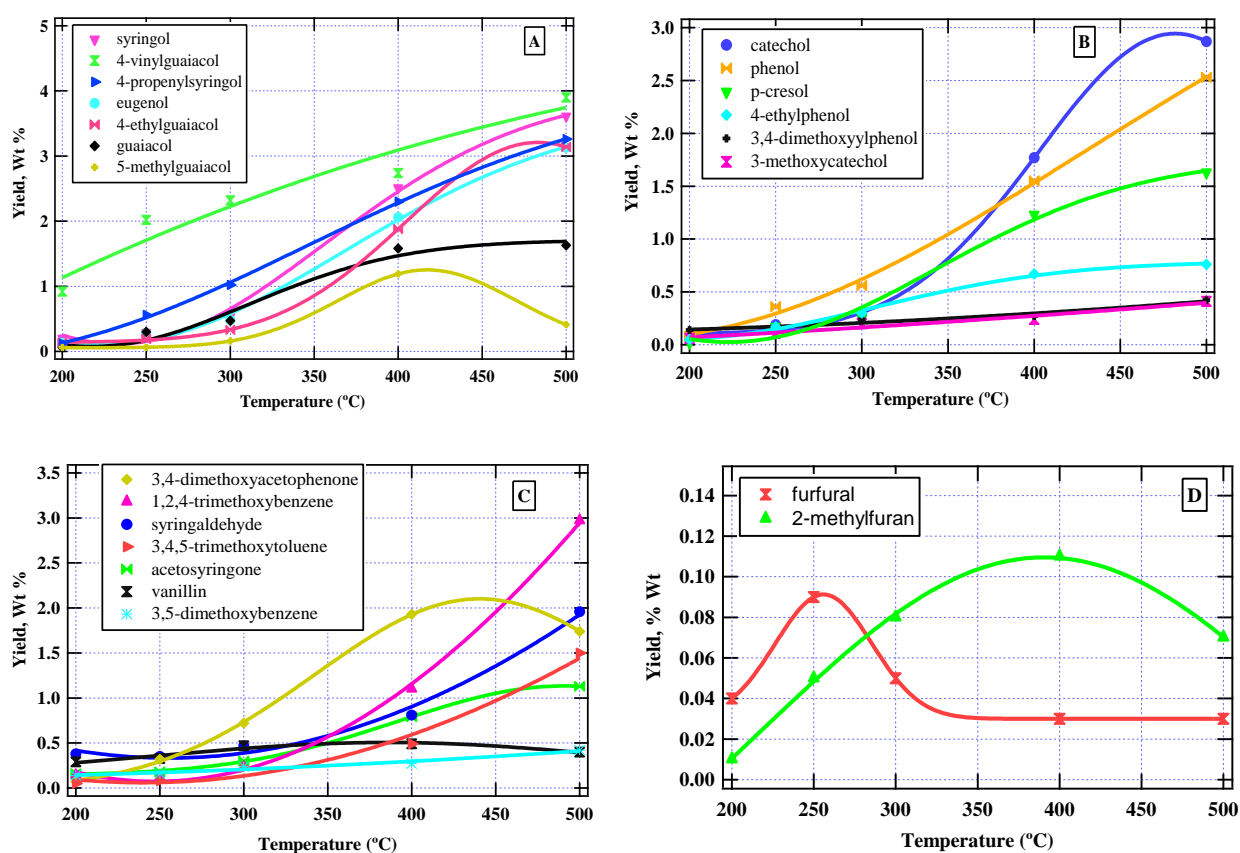 A
syringol
4-vinylguaiacol
4-propenylsyringol
eugenol
4-ethylguaiacol
guaiacol
5-methylguaiacol
Yield, Wt %
5
4
3
2
1
0
200 250 300 350 400 450 500
Temperature (ºC)
B
catechol
phenol
p-cresol
4-ethylphenol
3,4-dimethoxyylphenol
3-methoxycatechol
Yield, Wt %
3.0
2.5
2.0
1.5
1.0
0.5
0.0
200 250 300 350 400 450 500
Temperature (ºC)
C
3,4-dimethoxyacetophenone
1,2,4-trimethoxybenzene
syringaldehyde
3,4,5-trimethoxytoluene
acetosyringone
vanillin
3,5-dimethoxybenzene
Yield, Wt %
3.5
3.0
2.5
2.0
1.5
1.0
0.5
0.0
200 250 300 350 400 450 500
Temperature (ºC)
D
furfural
2-methylfuran
Yield, % Wt
0.14
0.12
0.10
0.08
0.06
0.04
0.02
0.00
200 250 300 350 400 450 500
Temperature (ºC)